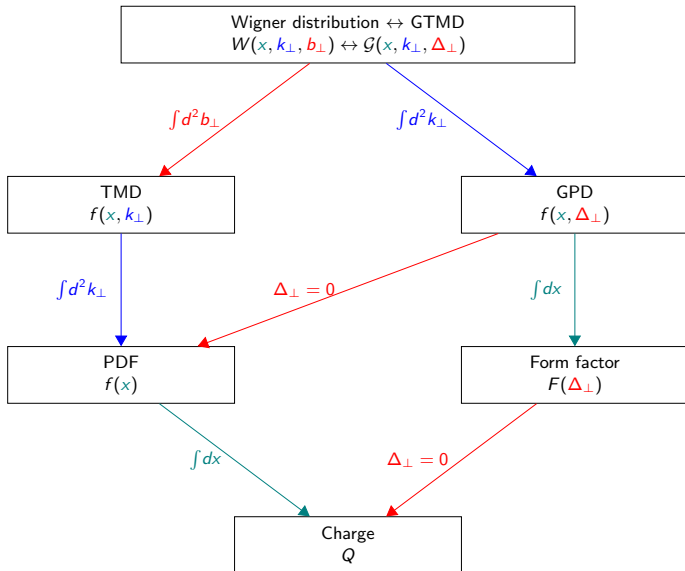 Wigner distribution ↔ GTMD
W(x, k⊥, b⊥) ↔ 𝒢(x, k⊥, Δ⊥)
∫d²b⊥
∫d²k⊥
TMD
f(x, k⊥)
GPD
f(x, Δ⊥)
∫d²k⊥
Δ⊥ = 0
∫dx
PDF
f(x)
Form factor
F(Δ⊥)
∫dx
Δ⊥ = 0
Charge
Q